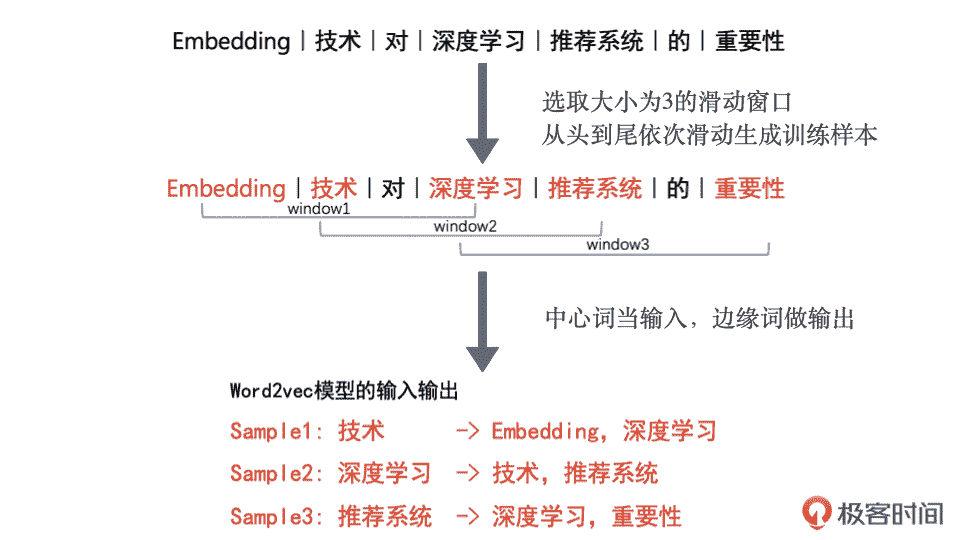 Embedding | 技术 | 对 | 深度学习 | 推荐系统 | 的 | 重要性
选取大小为3的滑动窗口
从头到尾依次滑动生成训练样本
Embedding | 技术 | 对 | 深度学习 | 推荐系统 | 的 | 重要性
window1
window2
window3
中心词当输入，边缘词做输出
Word2vec模型的输入输出
Sample1: 技术 -> Embedding, 深度学习
Sample2: 深度学习 -> 技术, 推荐系统
Sample3: 推荐系统 -> 深度学习, 重要性
极客时间